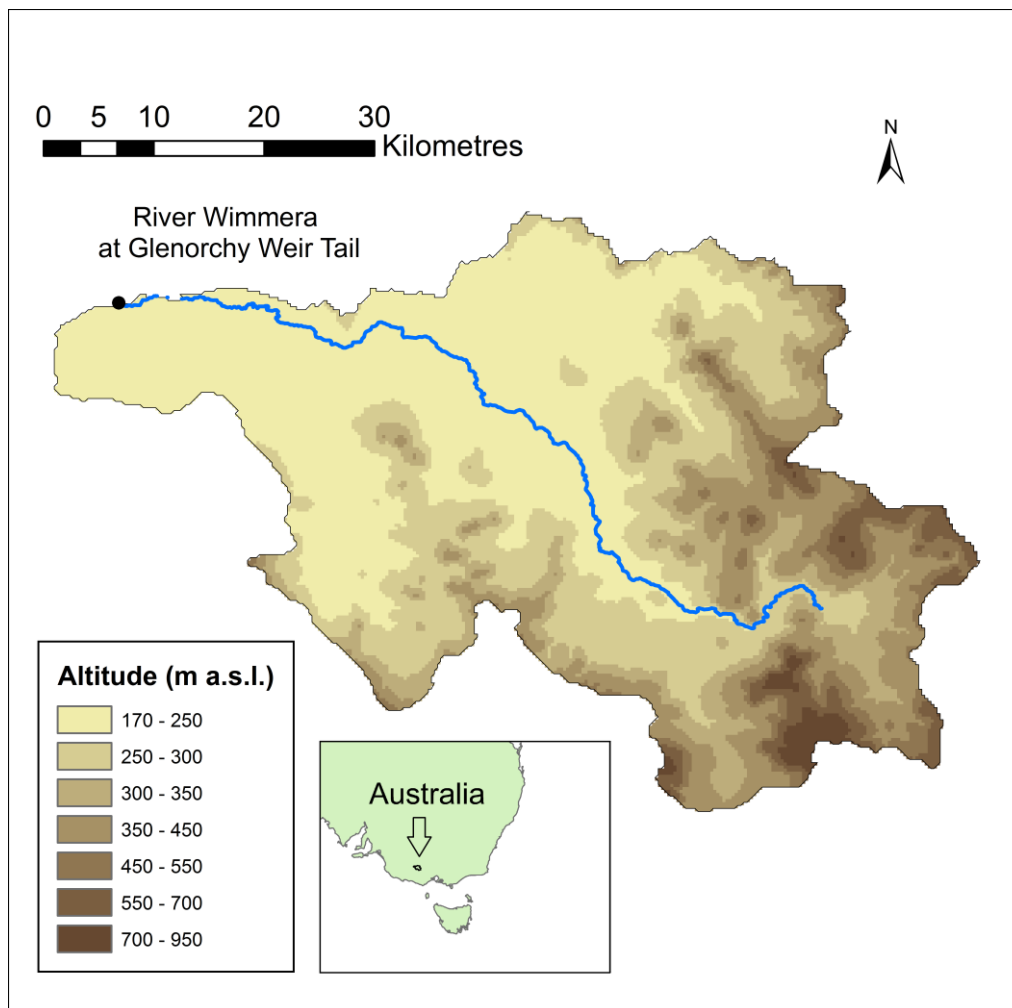 0 5 10 20 30
Kilometres
N
River Wimmera
at Glenorchy Weir Tail
Altitude (m a.s.l.)
170 - 250
250 - 300
300 - 350
350 - 450
450 - 550
550 - 700
700 - 950
Australia